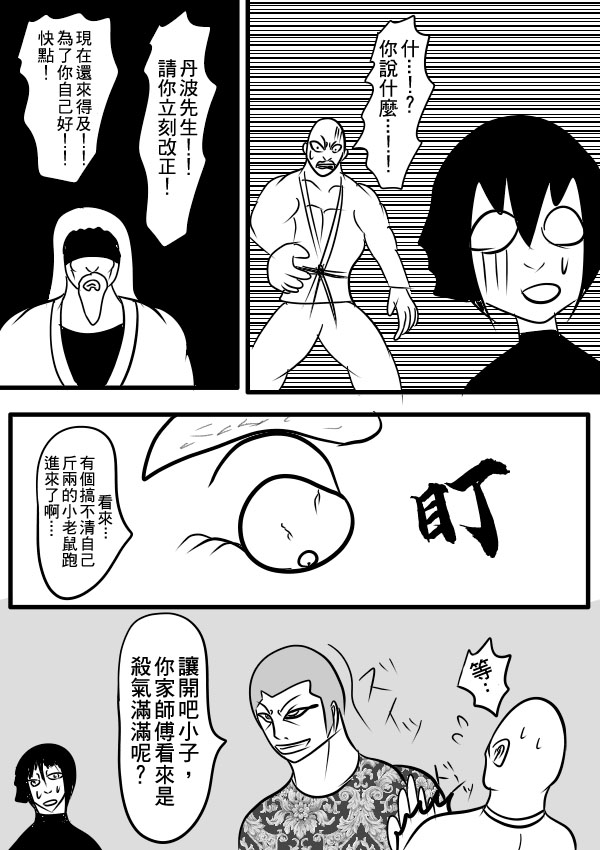 什…！？
你說什麼…！！
丹波先生！！
請你立刻改正！
現在還來得及！！
為了你自己好！！
快點！
盯
看來…
有個搞不清自己
斤兩的小老鼠跑
進來了啊…
等…
讓開吧小子，
你家師傅看來是
殺氣滿滿呢？